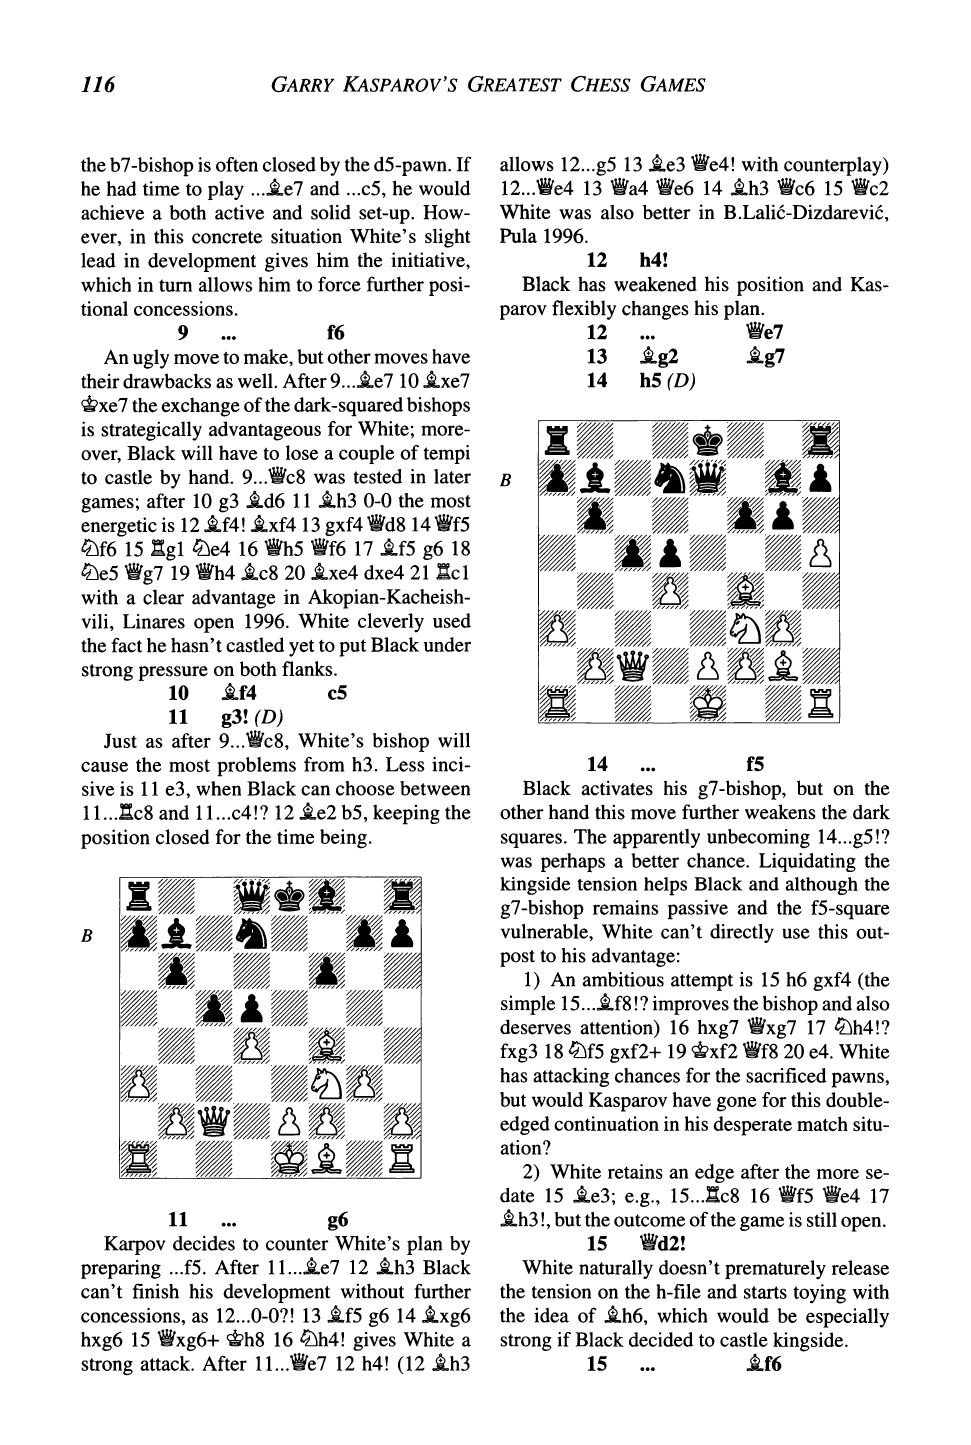 116
GARRY KASPAROV'S GREATEST CHESS GAMES
the b7-bishop is often closed by the d5-pawn. If
he had time to play ...♗e7 and ...c5, he would
achieve a both active and solid set-up. How-
ever, in this concrete situation White's slight
lead in development gives him the initiative,
which in turn allows him to force further posi-
tional concessions.
9 ... f6
An ugly move to make, but other moves have
their drawbacks as well. After 9...♗e7 10 ♗xe7
♔xe7 the exchange of the dark-squared bishops
is strategically advantageous for White; more-
over, Black will have to lose a couple of tempi
to castle by hand. 9...♕c8 was tested in later
games; after 10 g3 ♗d6 11 ♗h3 0-0 the most
energetic is 12 ♗f4! ♗xf4 13 gxf4 ♕d8 14 ♕f5
♘f6 15 ♖g1 ♘e4 16 ♕h5 ♕f6 17 ♗f5 g6 18
♘e5 ♕g7 19 ♕h4 ♗c8 20 ♗xe4 dxe4 21 ♖c1
with a clear advantage in Akopian-Kacheish-
vili, Linares open 1996. White cleverly used
the fact he hasn't castled yet to put Black under
strong pressure on both flanks.
10 ♗f4 c5
11 g3! (D)
Just as after 9...♕c8, White's bishop will
cause the most problems from h3. Less inci-
sive is 11 e3, when Black can choose between
11...♖c8 and 11...c4!? 12 ♗e2 b5, keeping the
position closed for the time being.
B
11 ... g6
Karpov decides to counter White's plan by
preparing ...f5. After 11...♗e7 12 ♗h3 Black
can't finish his development without further
concessions, as 12...0-0?! 13 ♗f5 g6 14 ♗xg6
hxg6 15 ♕xg6+ ♔h8 16 ♘h4! gives White a
strong attack. After 11...♕e7 12 h4! (12 ♗h3
allows 12...g5 13 ♗e3 ♕e4! with counterplay)
12...♕e4 13 ♕a4 ♕e6 14 ♗h3 ♕c6 15 ♕c2
White was also better in B.Lalić-Dizdarević,
Pula 1996.
12 h4!
Black has weakened his position and Kas-
parov flexibly changes his plan.
12 ... ♕e7
13 ♗g2 ♗g7
14 h5 (D)
B
14 ... f5
Black activates his g7-bishop, but on the
other hand this move further weakens the dark
squares. The apparently unbecoming 14...g5!?
was perhaps a better chance. Liquidating the
kingside tension helps Black and although the
g7-bishop remains passive and the f5-square
vulnerable, White can't directly use this out-
post to his advantage:
1) An ambitious attempt is 15 h6 gxf4 (the
simple 15...♗f8!? improves the bishop and also
deserves attention) 16 hxg7 ♕xg7 17 ♘h4!?
fxg3 18 ♘f5 gxf2+ 19 ♔xf2 ♕f8 20 e4. White
has attacking chances for the sacrificed pawns,
but would Kasparov have gone for this double-
edged continuation in his desperate match situ-
ation?
2) White retains an edge after the more se-
date 15 ♗e3; e.g., 15...♖c8 16 ♕f5 ♕e4 17
♗h3!, but the outcome of the game is still open.
15 ♕d2!
White naturally doesn't prematurely release
the tension on the h-file and starts toying with
the idea of ♗h6, which would be especially
strong if Black decided to castle kingside.
15 ... ♗f6